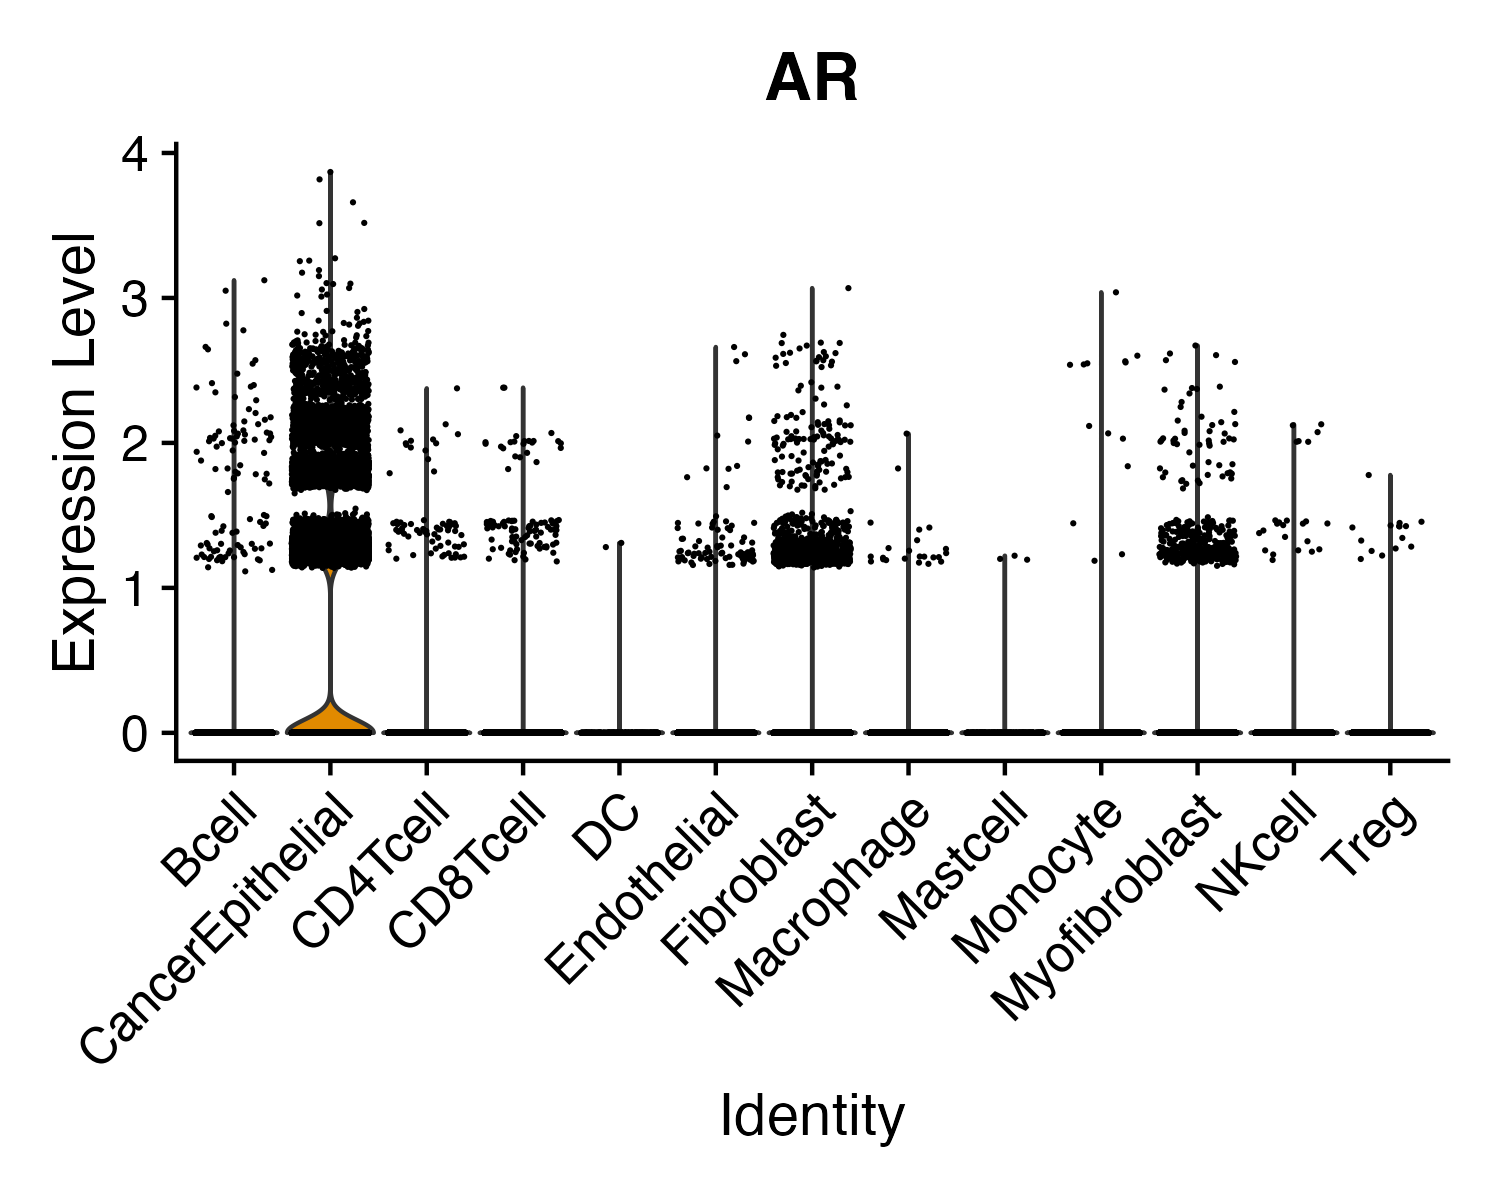 AR
Expression Level
4
3
2
1
0
Bcell
CancerEpithelial
CD4Tcell
CD8Tcell
DC
Endothelial
Fibroblast
Macrophage
Mastcell
Monocyte
Myofibroblast
NKcell
Treg
Identity